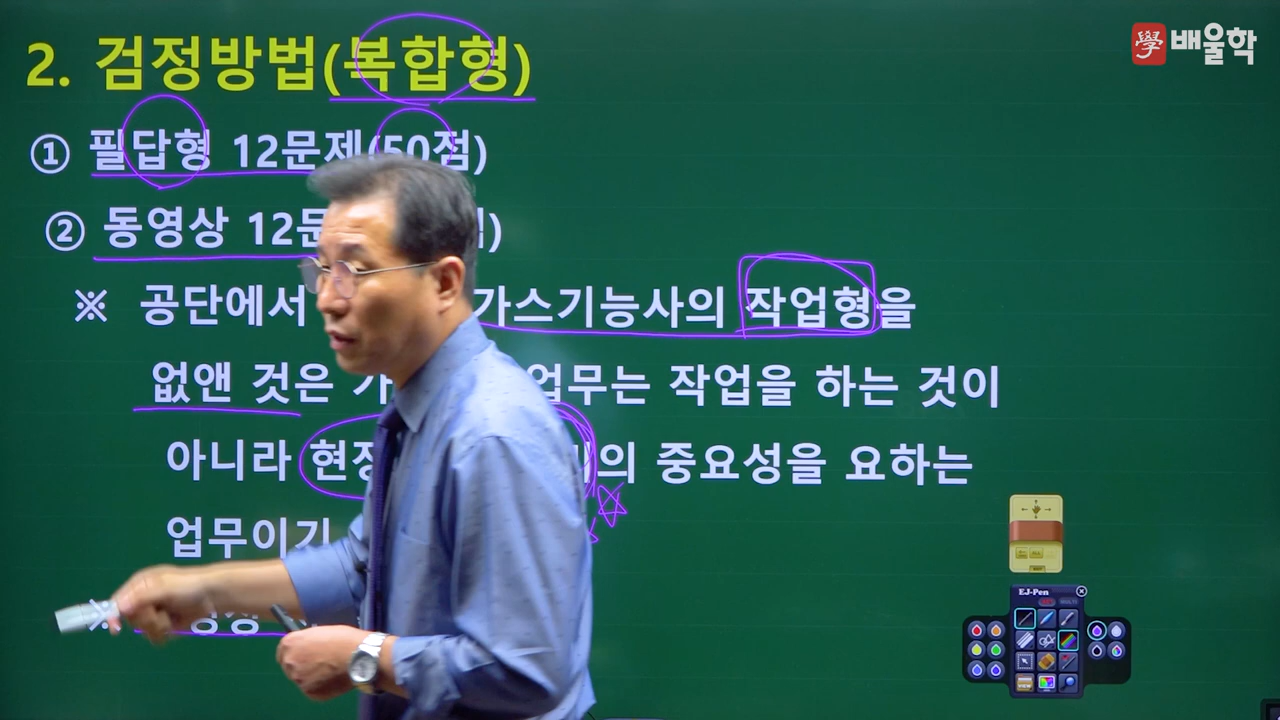 2. 검정방법(복합형)
學 배울학
① 필답형 12문제(50점)
② 동영상 12문
※ 공단에서 가스기능사의 작업형을
없앤 것은 업무는 작업을 하는 것이
아니라 중요성을 요하는
업무이기
EJ-Pen